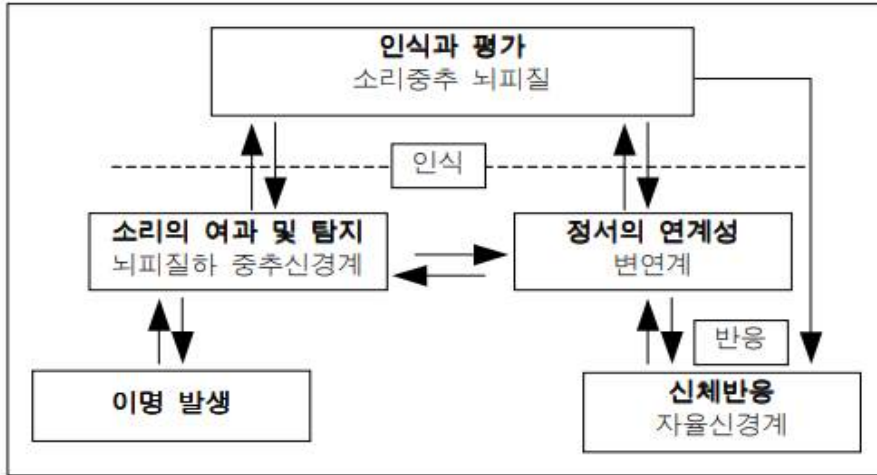 인식과 평가
소리중추 뇌피질
인식
소리의 여과 및 탐지
뇌피질하 중추신경계
정서의 연계성
변연계
반응
이명 발생
신체반응
자율신경계